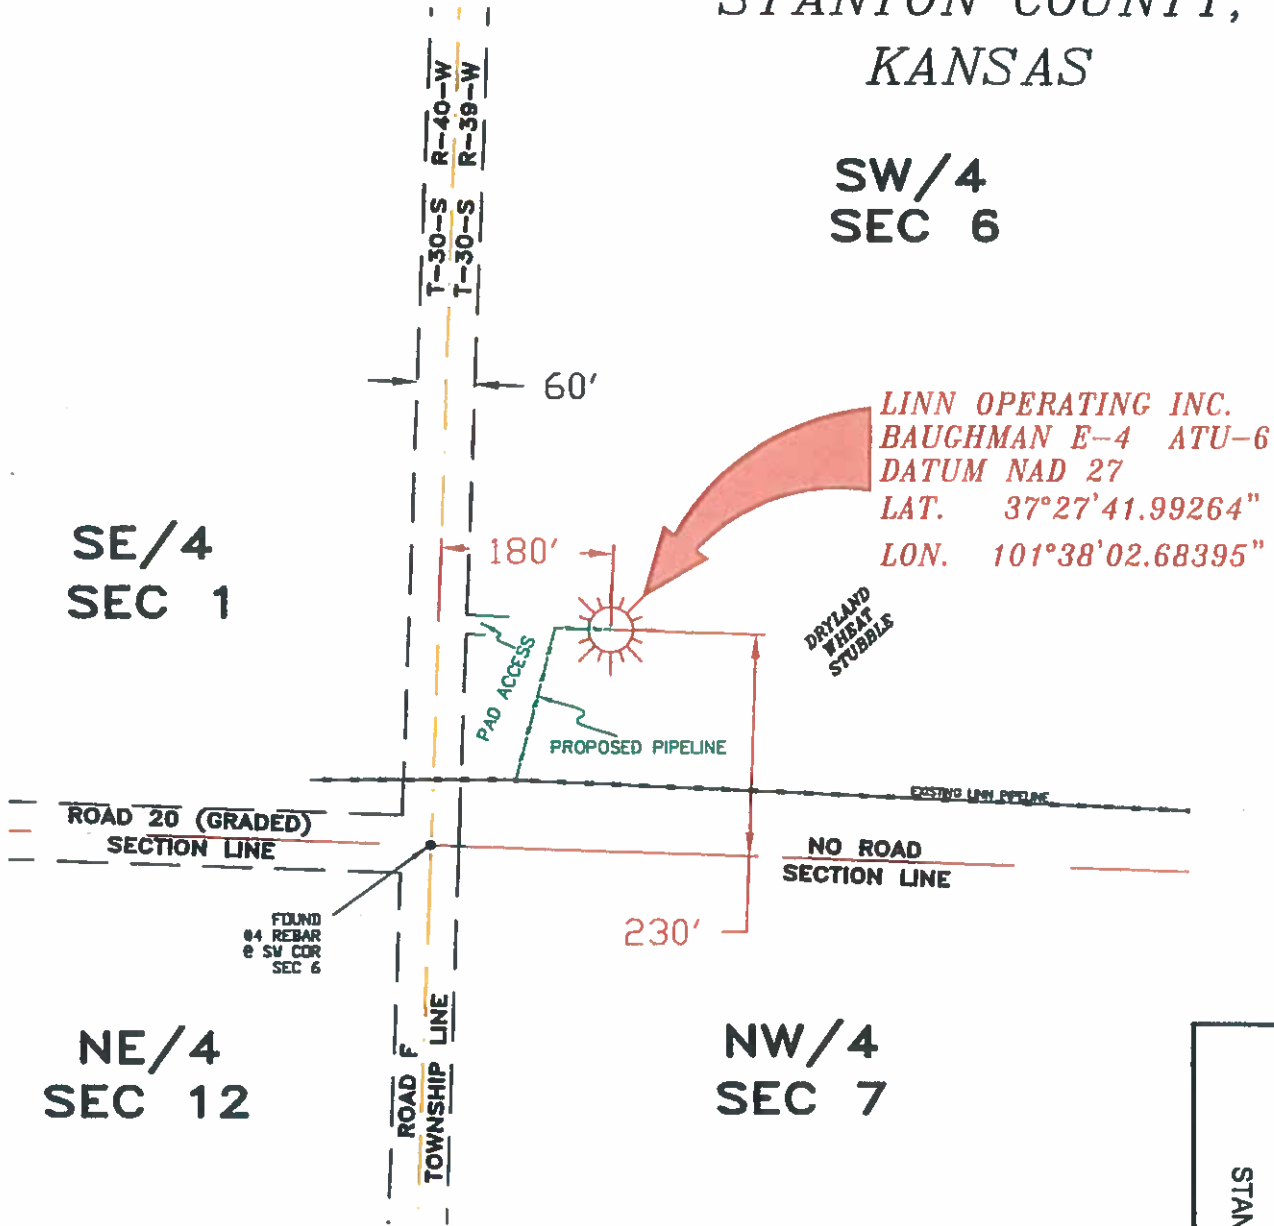 STANTON COUNTY,
KANSAS
SW/4
SEC 6
T-30-S R-40-W
T-30-S R-39-W
60'
LINN OPERATING INC.
BAUGHMAN E-4 ATU-6
DATUM NAD 27
LAT. 37°27'41.99264"
LON. 101°38'02.68395"
SE/4
SEC 1
180'
DRYLAND
WHEAT
STUBBLE
PAD ACCESS
PROPOSED PIPELINE
EXISTING LINN PIPELINE
ROAD 20 (GRADED)
SECTION LINE
NO ROAD
SECTION LINE
230'
FOUND
#4 REBAR
@ SW COR
SEC 6
NE/4
SEC 12
ROAD F
TOWNSHIP LINE
NW/4
SEC 7
STAN